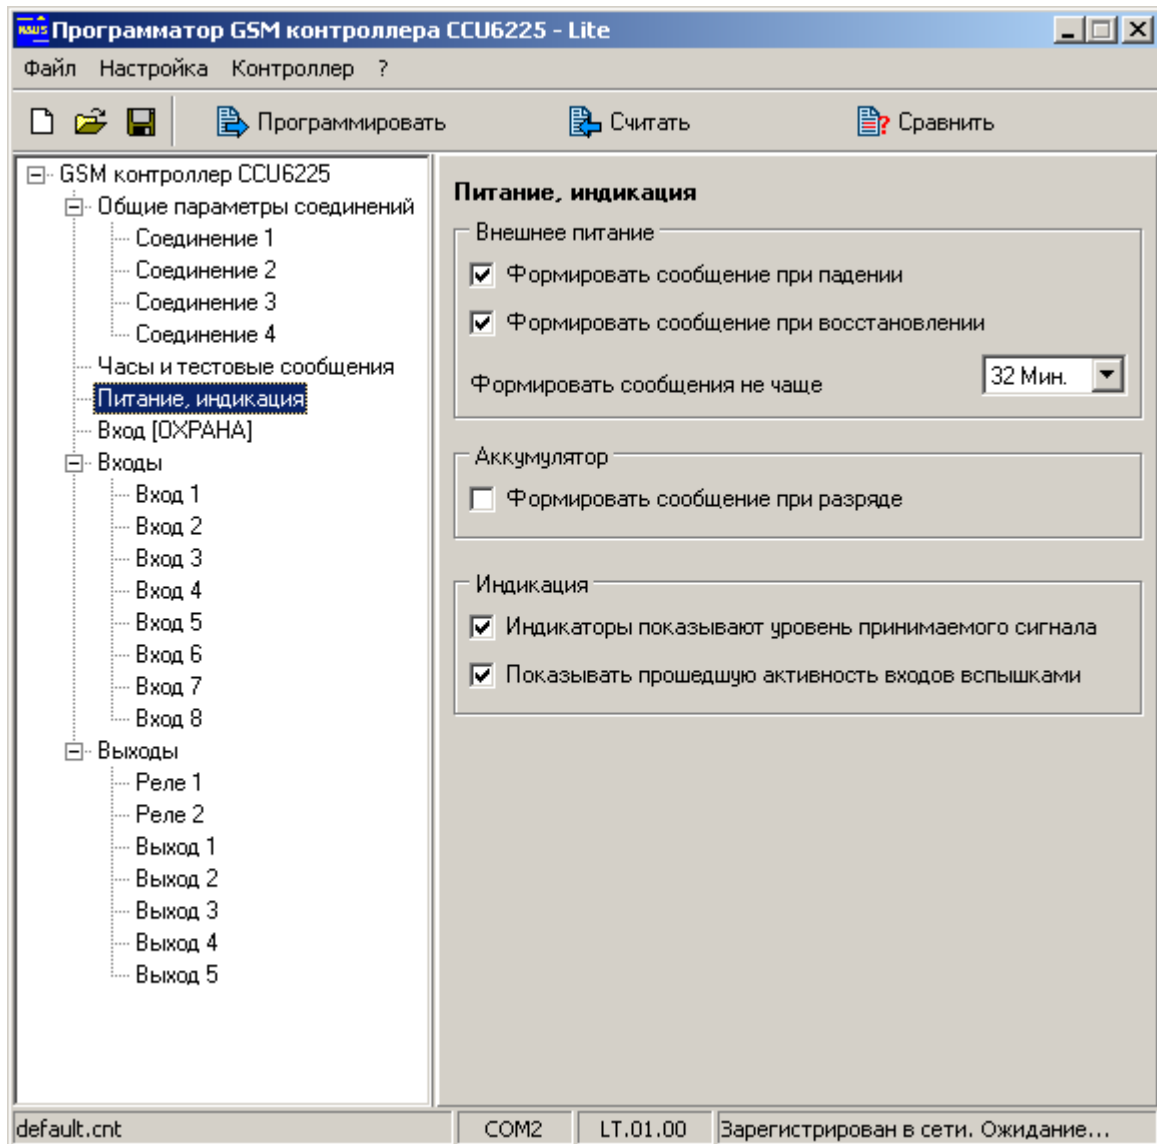 Программатор GSM контроллера CCU6225 - Lite
Файл Настройка Контроллер ?
Программировать Считать Сравнить
GSM контроллер CCU6225
Общие параметры соединений
Соединение 1
Соединение 2
Соединение 3
Соединение 4
Часы и тестовые сообщения
Питание, индикация
Вход [ОХРАНА]
Входы
Вход 1
Вход 2
Вход 3
Вход 4
Вход 5
Вход 6
Вход 7
Вход 8
Выходы
Реле 1
Реле 2
Выход 1
Выход 2
Выход 3
Выход 4
Выход 5
Питание, индикация
Внешнее питание
Формировать сообщение при падении
Формировать сообщение при восстановлении
Формировать сообщения не чаще 32 Мин.
Аккумулятор
Формировать сообщение при разряде
Индикация
Индикаторы показывают уровень принимаемого сигнала
Показывать прошедшую активность входов вспышками
default.cnt COM2 LT.01.00 Зарегистрирован в сети. Ожидание...